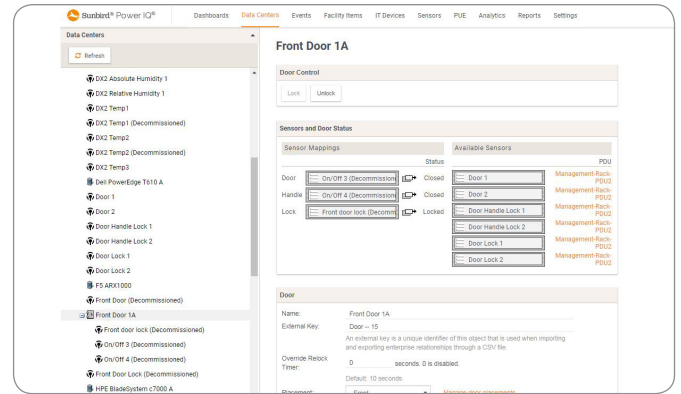 Sunbird® Power IQ® Dashboards Data Centers Events Facility Items IT Devices Sensors PUE Analytics Reports Settings
Data Centers
Refresh
DX2 Absolute Humidity 1
DX2 Relative Humidity 1
DX2 Temp1
DX2 Temp1 (Decommissioned)
DX2 Temp2
DX2 Temp2 (Decommissioned)
DX2 Temp3
Dell PowerEdge T610 A
Door 1
Door 2
Door Handle Lock 1
Door Handle Lock 2
Door Lock 1
Door Lock 2
F5 ARX1000
Front Door (Decommissioned)
Front Door 1A
Front door lock (Decommissioned)
On/Off 3 (Decommissioned)
On/Off 4 (Decommissioned)
Front Door Lock (Decommissioned)
HPE BladeSystem c7000 A
Front Door 1A
Door Control
Lock Unlock
Sensors and Door Status
Sensor Mappings
Status
Door On/Off 3 (Decommission Closed
Handle On/Off 4 (Decommission Closed
Lock Front door lock (Decomm Locked
Available Sensors
PDU
Door 1 Management-Rack-
PDU2
Door 2 Management-Rack-
PDU2
Door Handle Lock 1 Management-Rack-
PDU2
Door Handle Lock 2 Management-Rack-
PDU2
Door Lock 1 Management-Rack-
PDU2
Door Lock 2 Management-Rack-
PDU2
Door
Name: Front Door 1A
External Key: Door -- 15
An external key is a unique identifier of this object that is used when importing
and exporting enterprise relationships through a CSV file.
Override Relock
Timer:
0 seconds. 0 is disabled.
Default: 10 seconds
Placement: Front Manage door placements